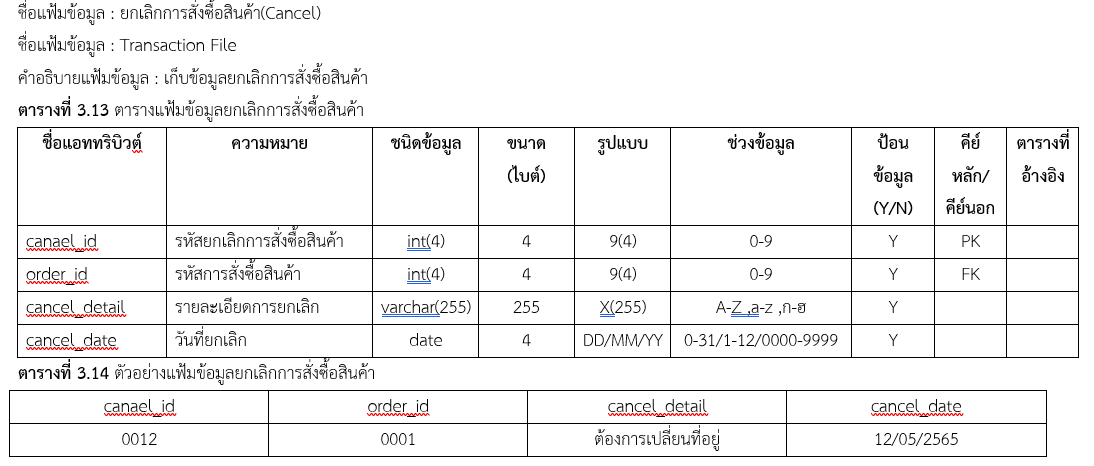 ชื่อแฟ้มข้อมูล : ยกเลิกการสั่งซื้อสินค้า(Cancel)
ชื่อแฟ้มข้อมูล : Transaction File
คำอธิบายแฟ้มข้อมูล : เก็บข้อมูลยกเลิกการสั่งซื้อสินค้า
ตารางที่ 3.13 ตารางแฟ้มข้อมูลยกเลิกการสั่งซื้อสินค้า
ชื่อแอททริบิวต์ ความหมาย ชนิดข้อมูล ขนาด รูปแบบ ช่วงข้อมูล ป้อน คีย์ ตารางที่
(ไบต์) ข้อมูล หลัก/ อ้างอิง
(Y/N) คีย์นอก
canael_id รหัสยกเลิกการสั่งซื้อสินค้า int(4) 4 9(4) 0-9 Y PK
order_id รหัสการสั่งซื้อสินค้า int(4) 4 9(4) 0-9 Y FK
cancel_detail รายละเอียดการยกเลิก varchar(255) 255 X(255) A-Z ,a-z ,ก-ฮ Y
cancel_date วันที่ยกเลิก date 4 DD/MM/YY 0-31/1-12/0000-9999 Y
ตารางที่ 3.14 ตัวอย่างแฟ้มข้อมูลยกเลิกการสั่งซื้อสินค้า
canael_id order_id cancel_detail cancel_date
0012 0001 ต้องการเปลี่ยนที่อยู่ 12/05/2565